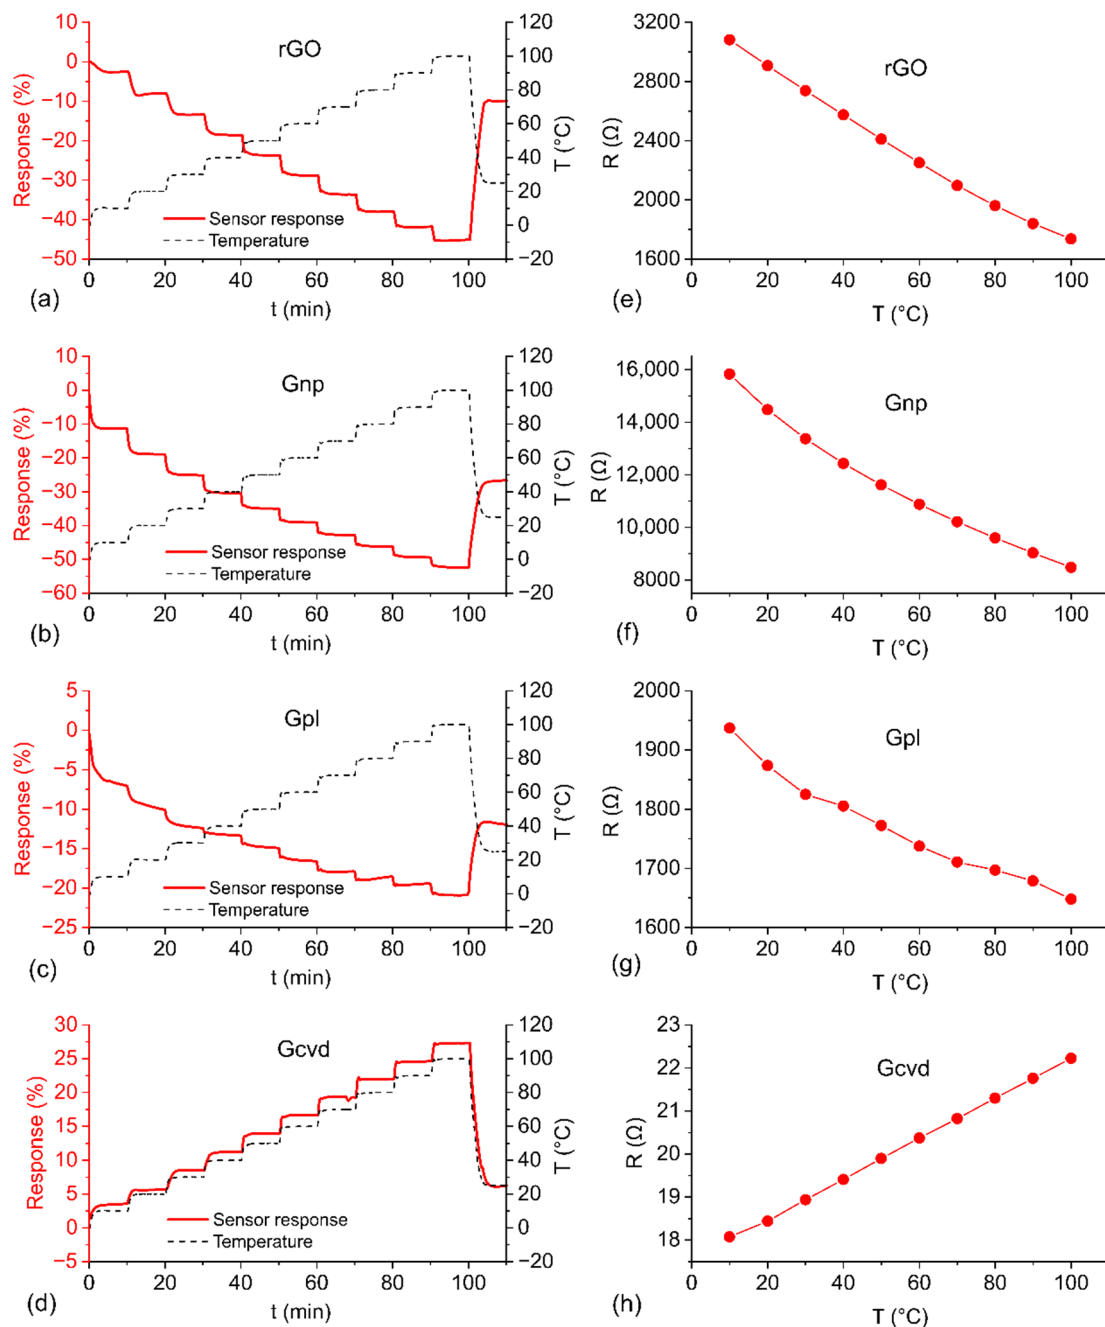 rGO
Response (%)
10
0
−10
−20
−30
−40
−50
T (°C)
120
100
80
60
40
20
0
−20
Sensor response
Temperature
0 20 40 60 80 100
t (min)
(a)
rGO
R (Ω)
3200
2800
2400
2000
1600
0 20 40 60 80 100
T (°C)
(e)
Gnp
Response (%)
10
0
−10
−20
−30
−40
−50
−60
T (°C)
120
100
80
60
40
20
0
−20
Sensor response
Temperature
0 20 40 60 80 100
t (min)
(b)
Gnp
R (Ω)
16,000
14,000
12,000
10,000
8000
0 20 40 60 80 100
T (°C)
(f)
Gpl
Response (%)
5
0
−5
−10
−15
−20
−25
T (°C)
120
100
80
60
40
20
0
−20
Sensor response
Temperature
0 20 40 60 80 100
t (min)
(c)
Gpl
R (Ω)
2000
1900
1800
1700
1600
0 20 40 60 80 100
T (°C)
(g)
Gcvd
Response (%)
30
25
20
15
10
5
0
−5
T (°C)
120
100
80
60
40
20
0
−20
Sensor response
Temperature
0 20 40 60 80 100
t (min)
(d)
Gcvd
R (Ω)
23
22
21
20
19
18
0 20 40 60 80 100
T (°C)
(h)